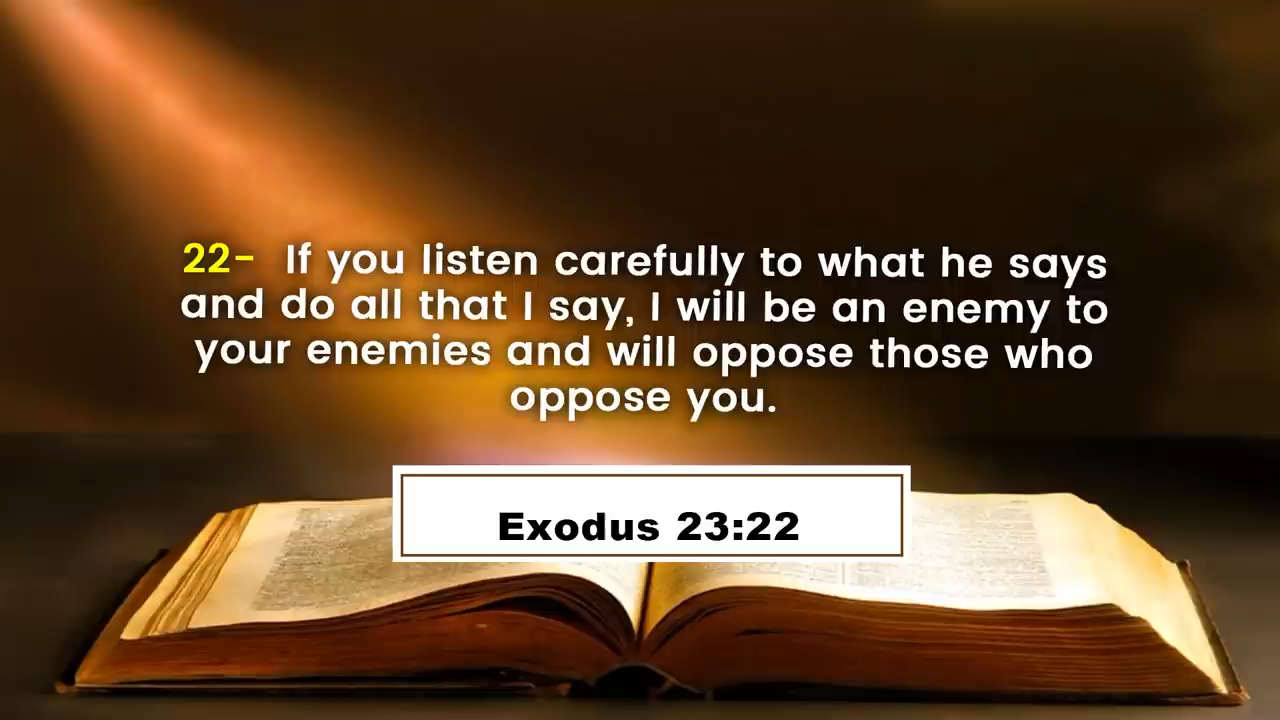 22- If you listen carefully to what he says
and do all that I say, I will be an enemy to
your enemies and will oppose those who
oppose you.
Exodus 23:22